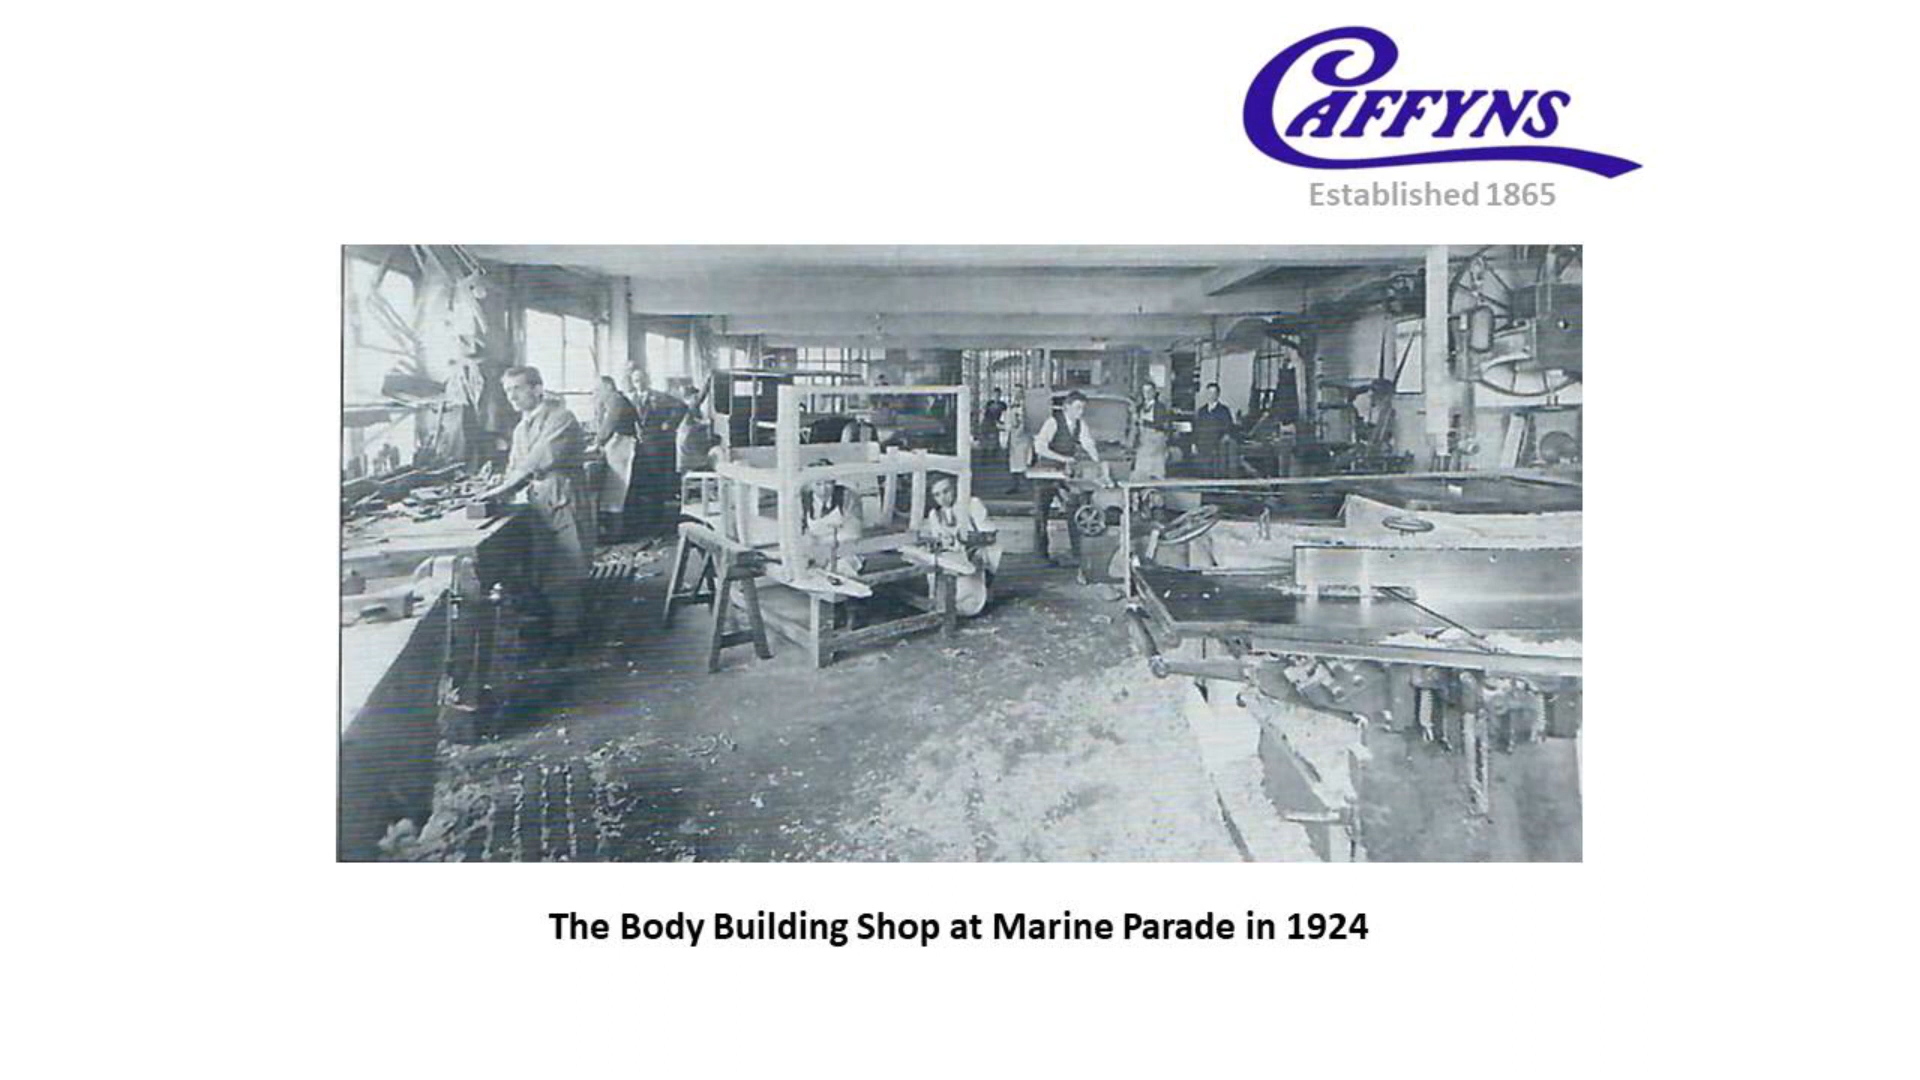 CAFFYNS
Established 1865
The Body Building Shop at Marine Parade in 1924